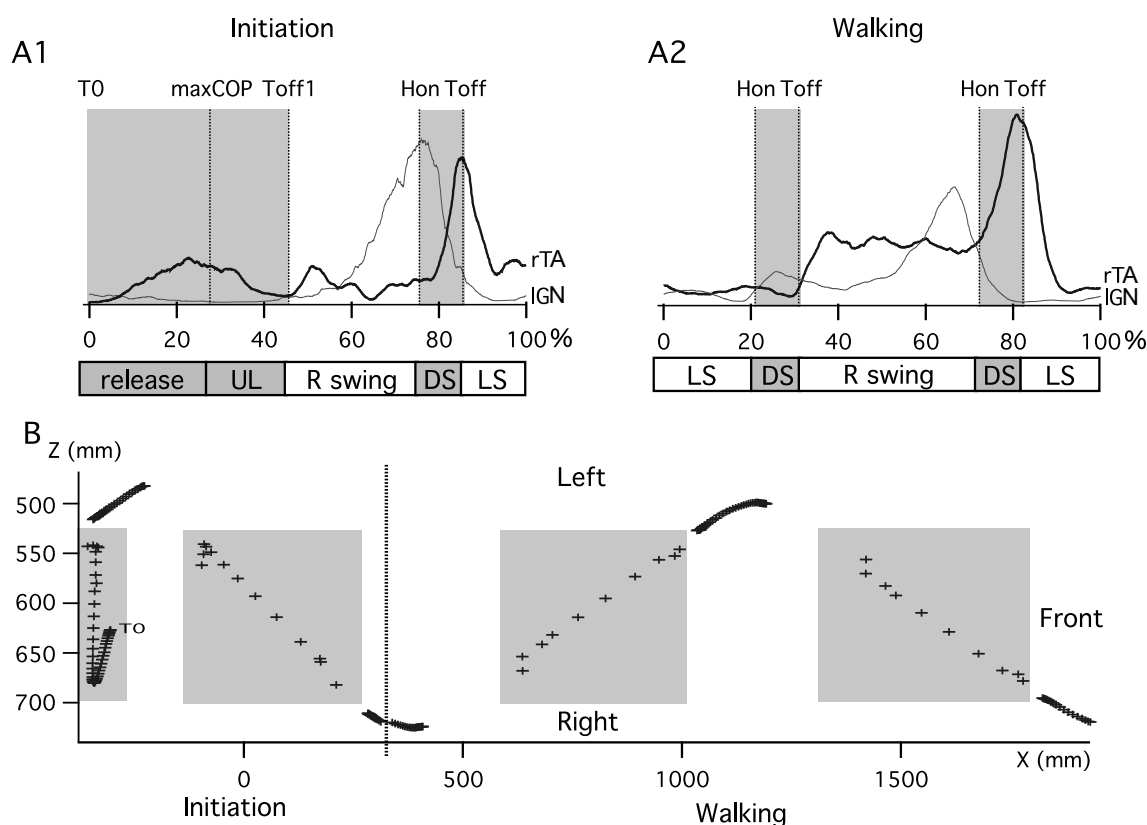 Initiation
Walking
A1
A2
T0 maxCOP Toff1 Hon Toff
Hon Toff Hon Toff
rTA
lGN
rTA
lGN
0 20 40 60 80 100%
0 20 40 60 80 100%
release UL R swing DS LS
LS DS R swing DS LS
B
Z (mm)
Left
500
550
600
T0
Front
650
700
Right
0 500 1000 1500 X (mm)
Initiation Walking